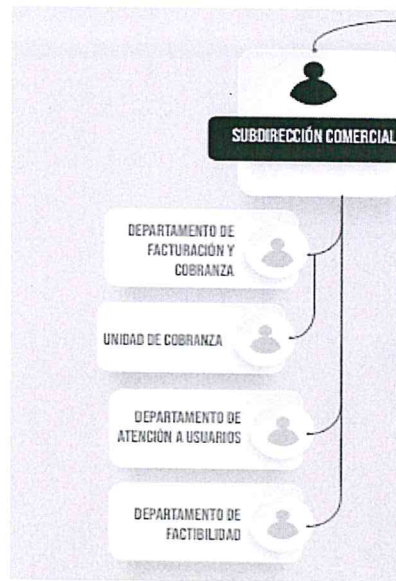 SUBDIRECCIÓN COMERCIAL
DEPARTAMENTO DE
FACTURACIÓN Y
COBRANZA
UNIDAD DE COBRANZA
DEPARTAMENTO DE
ATENCIÓN A USUARIOS
DEPARTAMENTO DE
FACTIBILIDAD